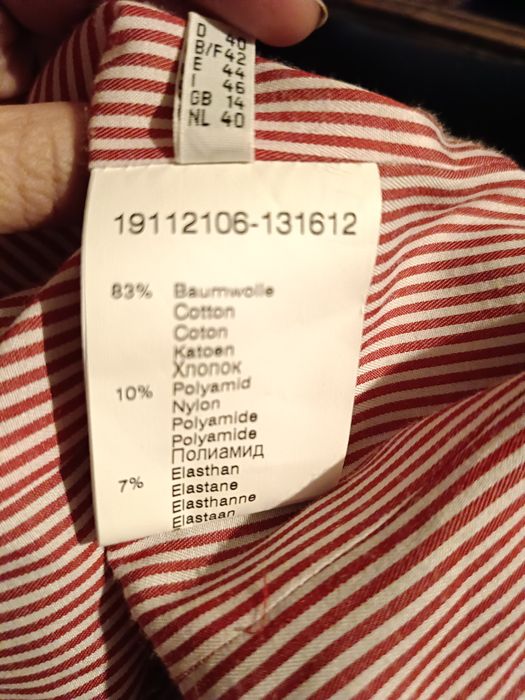 D 40
B/F 42
E 44
I 46
GB 14
NL 40
19112106-131612
83% Baumwolle
Cotton
Coton
Katoen
Хлопок
10% Polyamid
Nylon
Polyamide
Polyamide
Полиамид
7% Elasthan
Elastane
Elasthanne
Elastaan